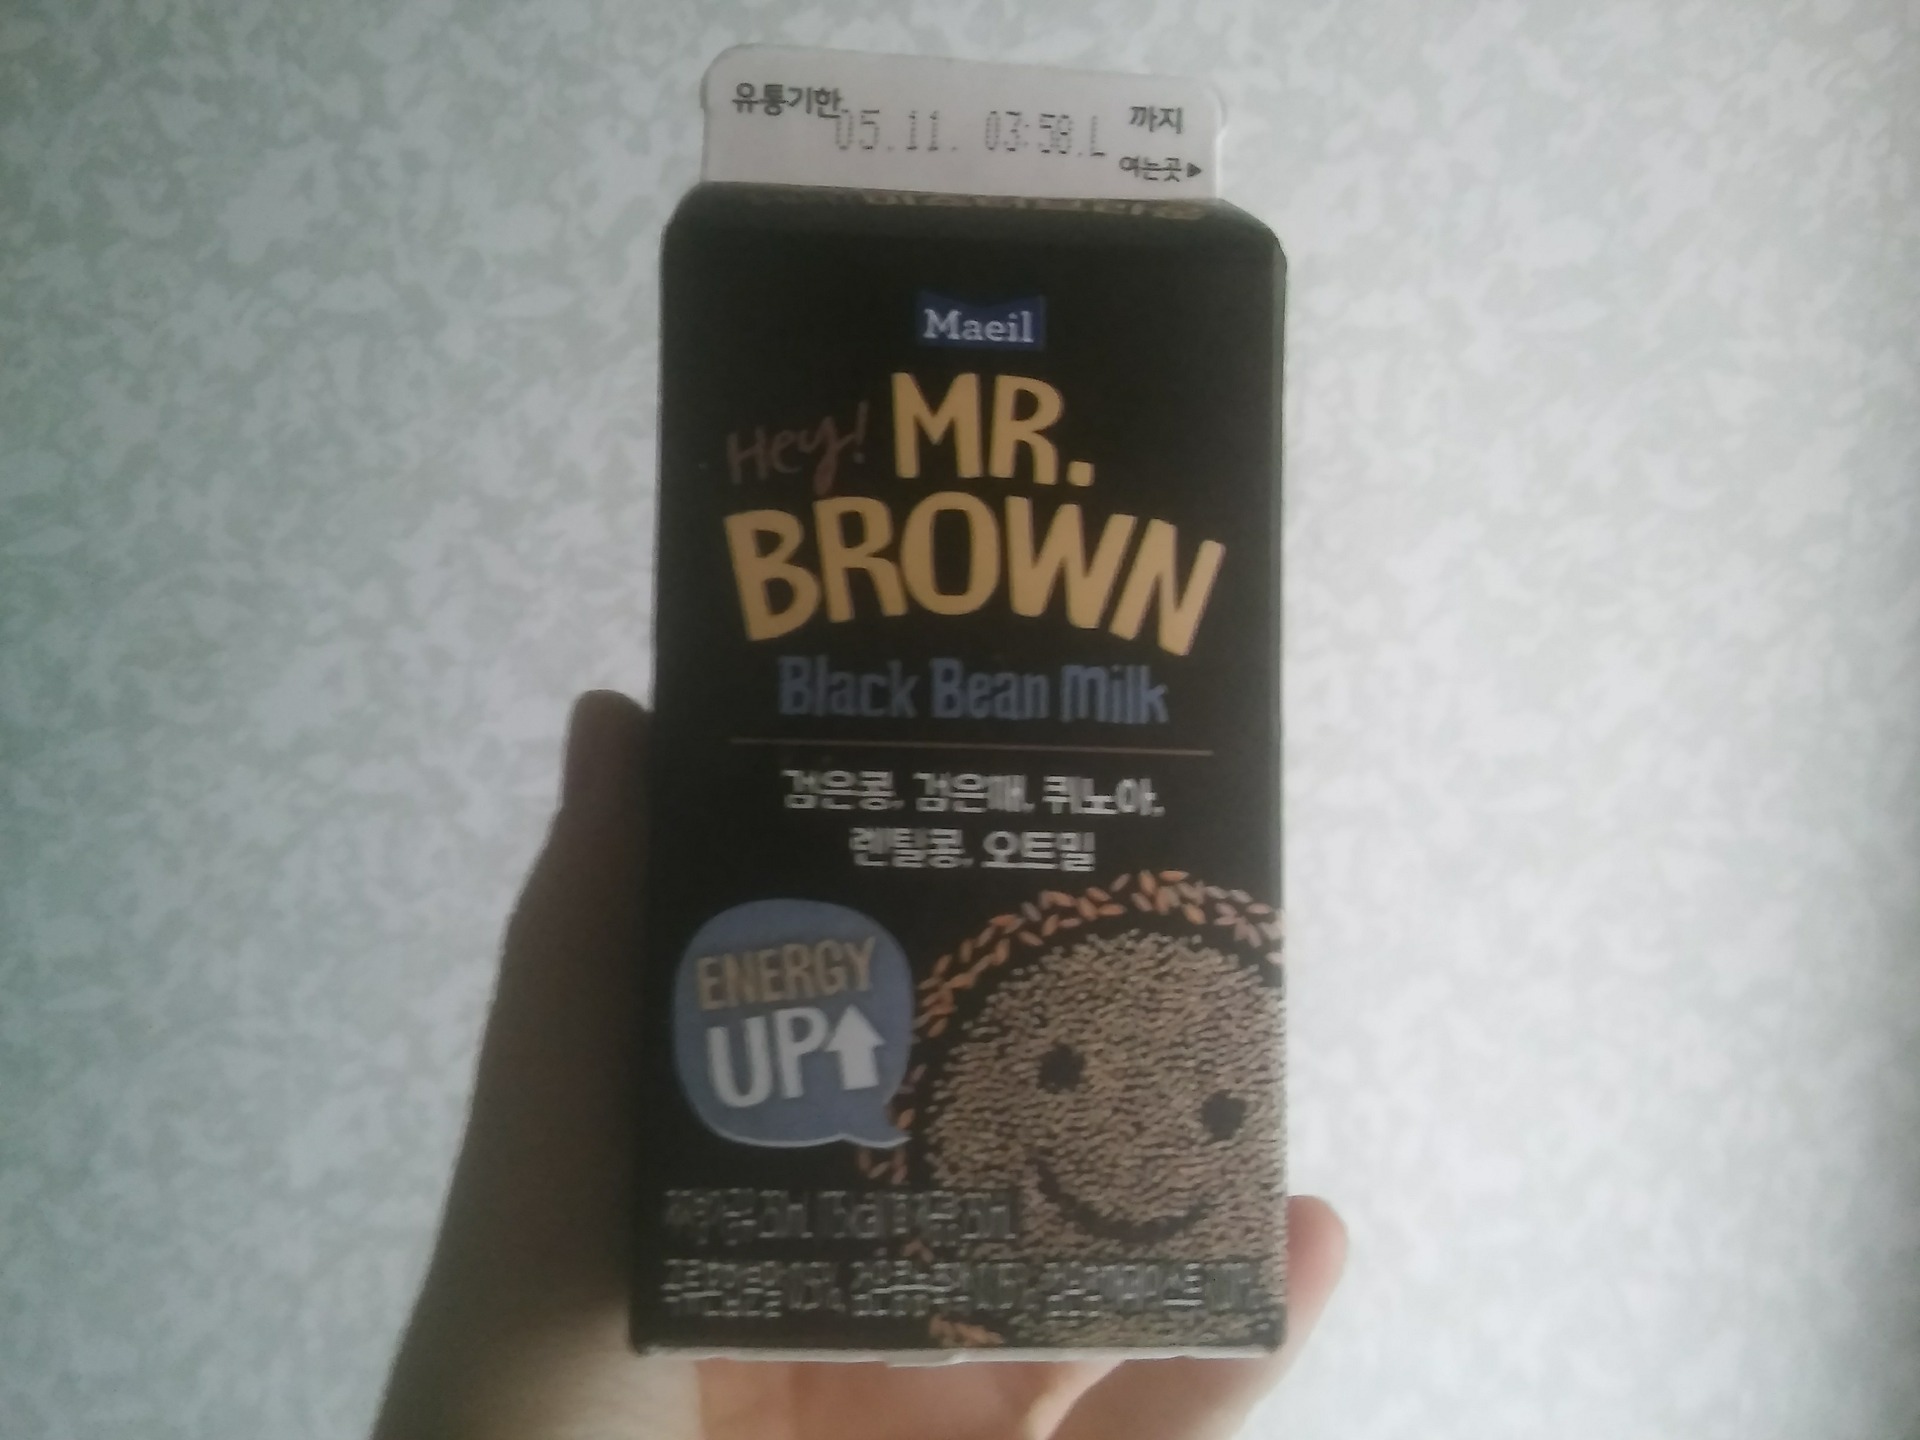 유통기한
05.11. 03:58.L 까지
여는곳▶
Maeil
Hey! MR.
BROWN
Black Bean Milk
검은콩, 검은깨, 퀴노아,
렌틸콩, 오트밀
ENERGY
UP